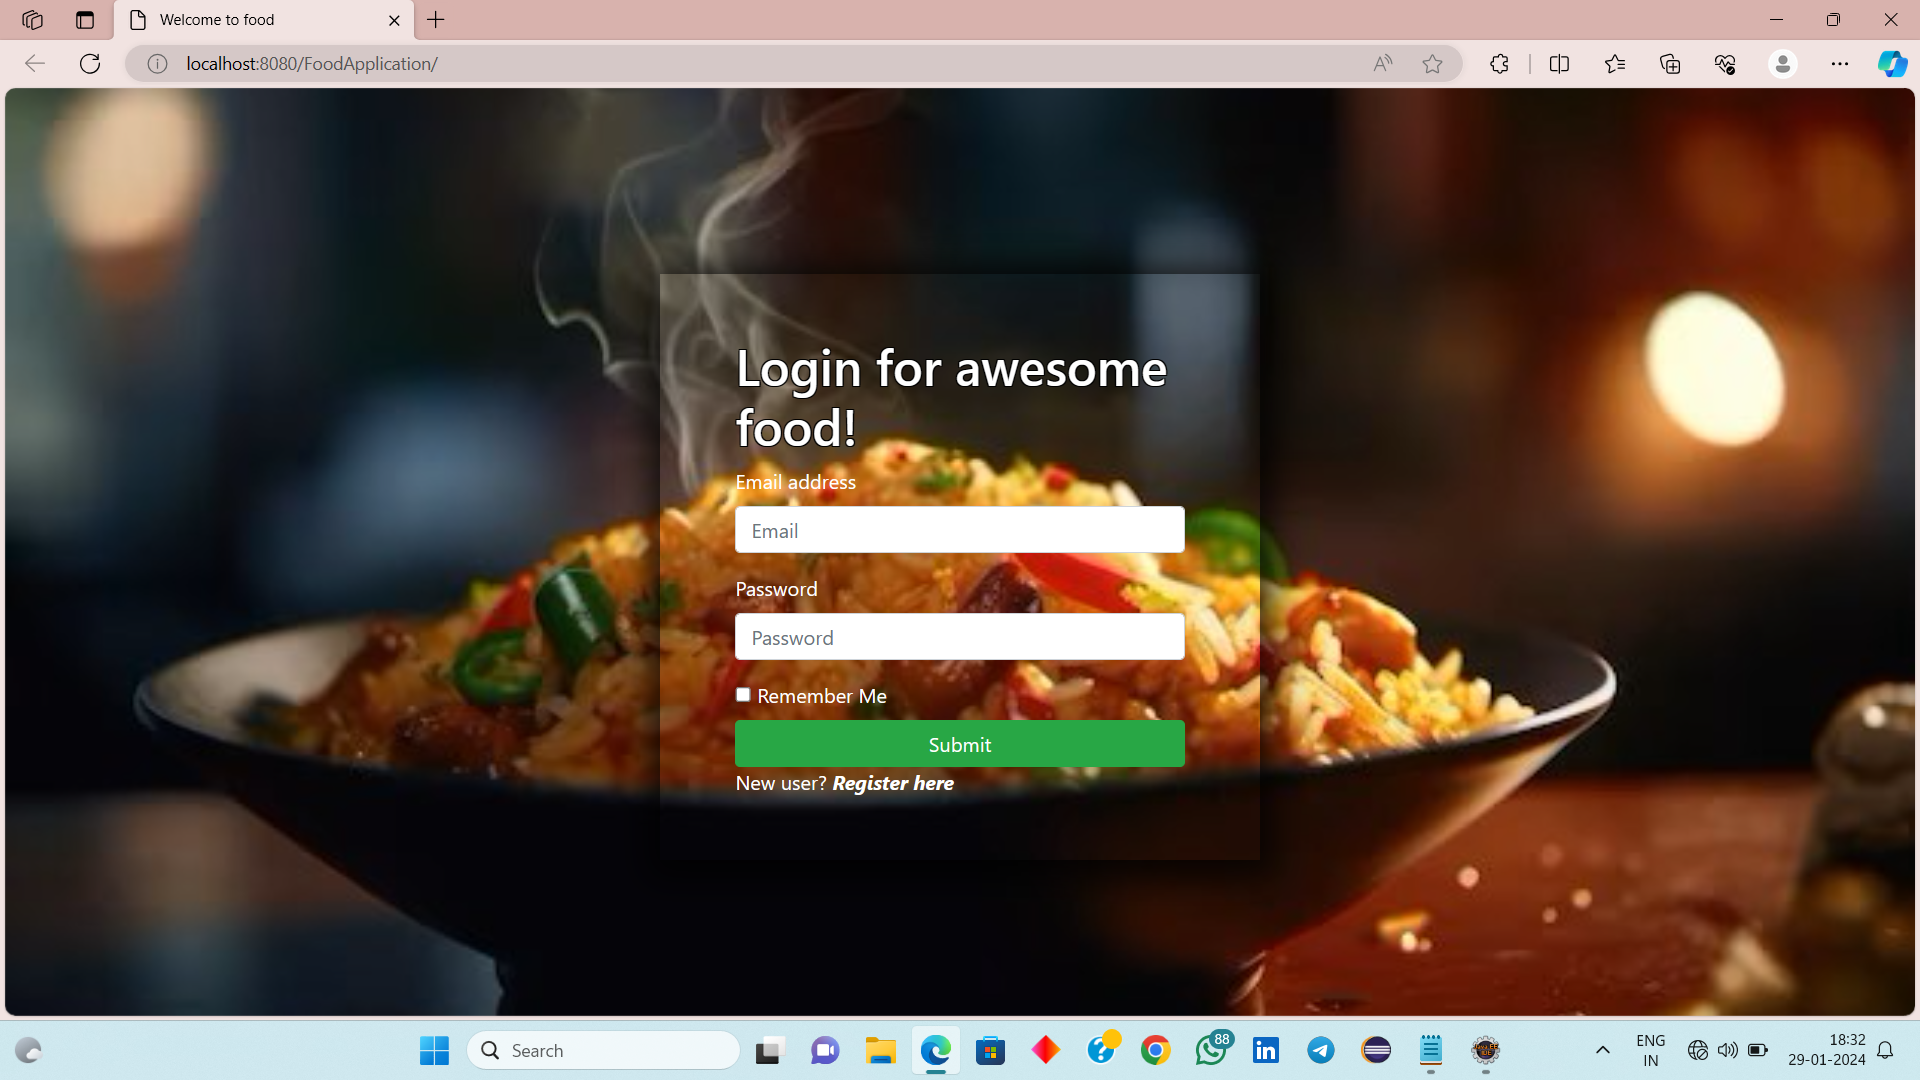 Welcome to food
localhost:8080/FoodApplication/
Login for awesome
food!
Email address
Email
Password
Password
Remember Me
Submit
New user? Register here
Search
88
ENG
IN
18:32
29-01-2024